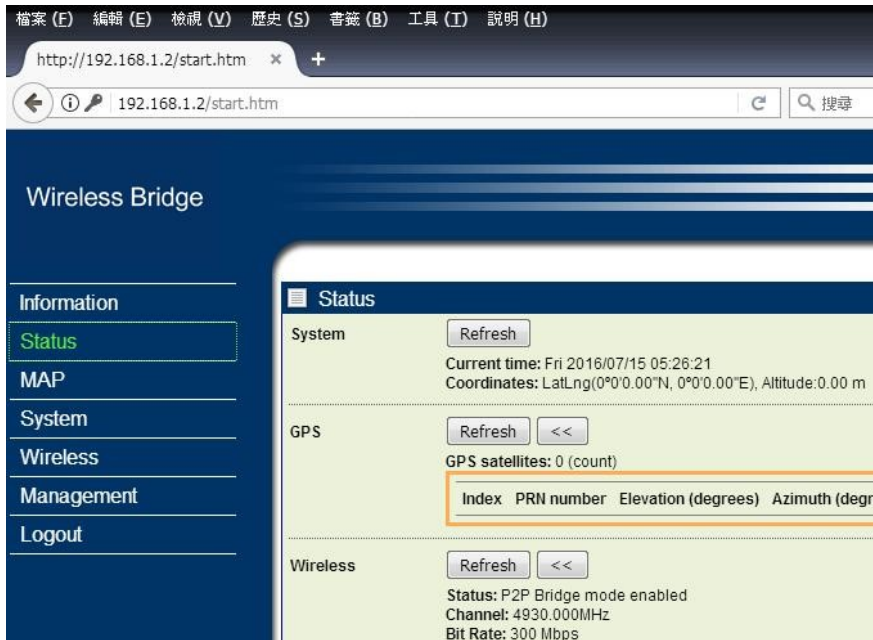 檔案 (F) 編輯 (E) 檢視 (V) 歷史 (S) 書籤 (B) 工具 (T) 說明 (H)
http://192.168.1.2/start.htm × +
192.168.1.2/start.htm
搜尋
Wireless Bridge
Information
Status
MAP
System
Wireless
Management
Logout
Status
System
Refresh
Current time: Fri 2016/07/15 05:26:21
Coordinates: LatLng(0°0'0.00"N, 0°0'0.00"E), Altitude:0.00 m
GPS
Refresh <<
GPS satellites: 0 (count)
Index PRN number Elevation (degrees) Azimuth (degr
Wireless
Refresh <<
Status: P2P Bridge mode enabled
Channel: 4930.000MHz
Bit Rate: 300 Mbps